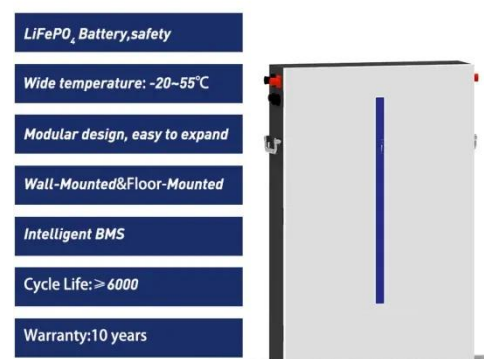 LiFePO₄ Battery,safety
Wide temperature: -20~55℃
Modular design, easy to expand
Wall-Mounted&Floor-Mounted
Intelligent BMS
Cycle Life:≥6000
Warranty:10 years